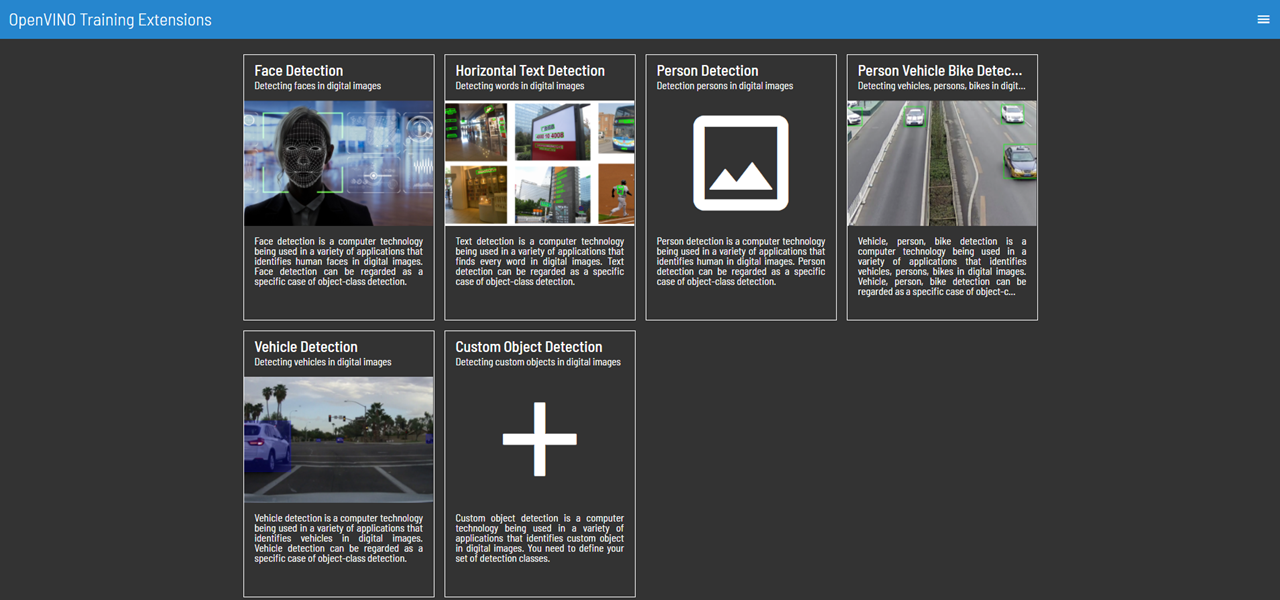 OpenVINO Training Extensions
Face Detection
Detecting faces in digital images
Face detection is a computer technology
being used in a variety of applications that
identifies human faces in digital images.
Face detection can be regarded as a
specific case of object-class detection.
Horizontal Text Detection
Detecting words in digital images
Text detection is a computer technology
being used in a variety of applications that
finds every word in digital images. Text
detection can be regarded as a specific
case of object-class detection.
Person Detection
Detection persons in digital images
Person detection is a computer technology
being used in a variety of applications that
identifies human in digital images. Person
detection can be regarded as a specific
case of object-class detection.
Person Vehicle Bike Detec...
Detecting vehicles, persons, bikes in digit...
Vehicle, person, bike detection is a
computer technology being used in a
variety of applications that identifies
vehicles, persons, bikes in digital images.
Vehicle, person, bike detection can be
regarded as a specific case of object-c...
Vehicle Detection
Detecting vehicles in digital images
Vehicle detection is a computer technology
being used in a variety of applications that
identifies vehicles in digital images.
Vehicle detection can be regarded as a
specific case of object-class detection.
Custom Object Detection
Detecting custom objects in digital images
Custom object detection is a computer
technology being used in a variety of
applications that identifies custom object
in digital images. You need to define your
set of detection classes.